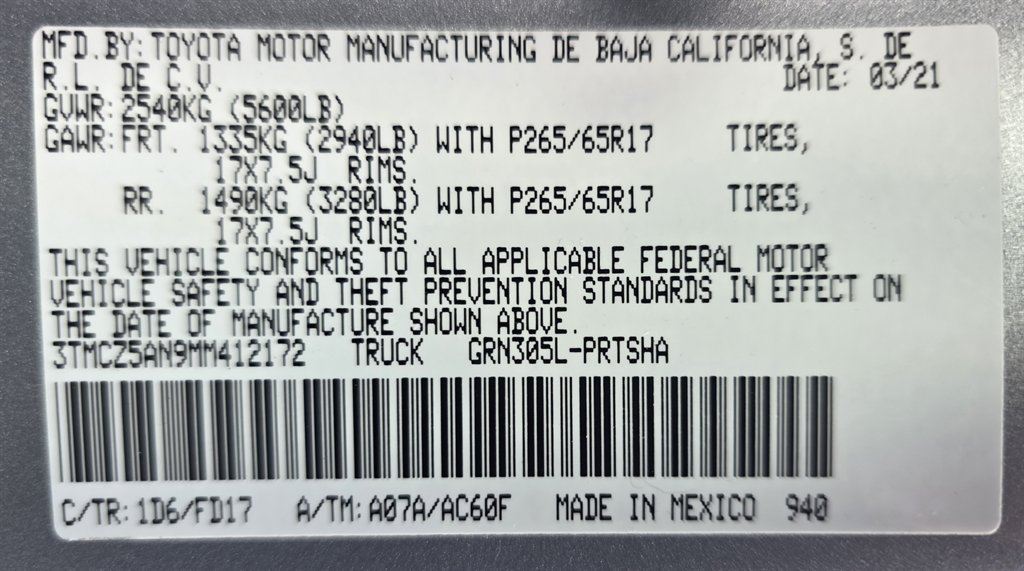 MFD.BY: TOYOTA MOTOR MANUFACTURING DE BAJA CALIFORNIA, S. DE
R.L. DE C.V. DATE: 03/21
GVWR: 2540KG (5600LB)
GAWR: FRT. 1335KG (2940LB) WITH P265/65R17 TIRES,
17X7.5J RIMS.
RR. 1490KG (3280LB) WITH P265/65R17 TIRES,
17X7.5J RIMS.
THIS VEHICLE CONFORMS TO ALL APPLICABLE FEDERAL MOTOR
VEHICLE SAFETY AND THEFT PREVENTION STANDARDS IN EFFECT ON
THE DATE OF MANUFACTURE SHOWN ABOVE.
3TMCZ5AN9MM412172 TRUCK GRN305L-PRTSHA
C/TR: 1D6/FD17 A/TM: A07A/AC60F MADE IN MEXICO 940